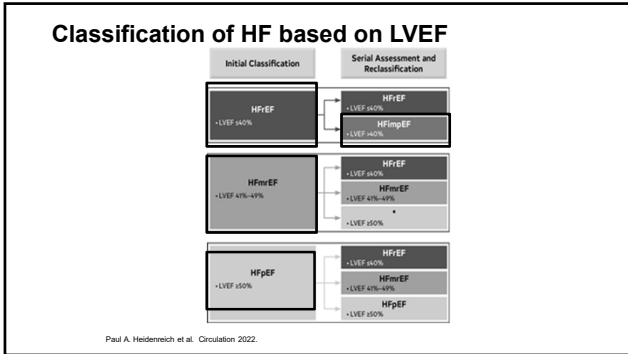 Classification of HF based on LVEF
Initial Classification
Serial Assessment and
Reclassification
HFrEF
• LVEF ≤40%
HFrEF
• LVEF ≤40%
HFimpEF
• LVEF >40%
HFmrEF
• LVEF 41%–49%
HFrEF
• LVEF ≤40%
HFmrEF
• LVEF 41%–49%
*
• LVEF ≥50%
HFpEF
• LVEF ≥50%
HFrEF
• LVEF ≤40%
HFmrEF
• LVEF 41%–49%
HFpEF
• LVEF ≥50%
Paul A. Heidenreich et al. Circulation 2022.